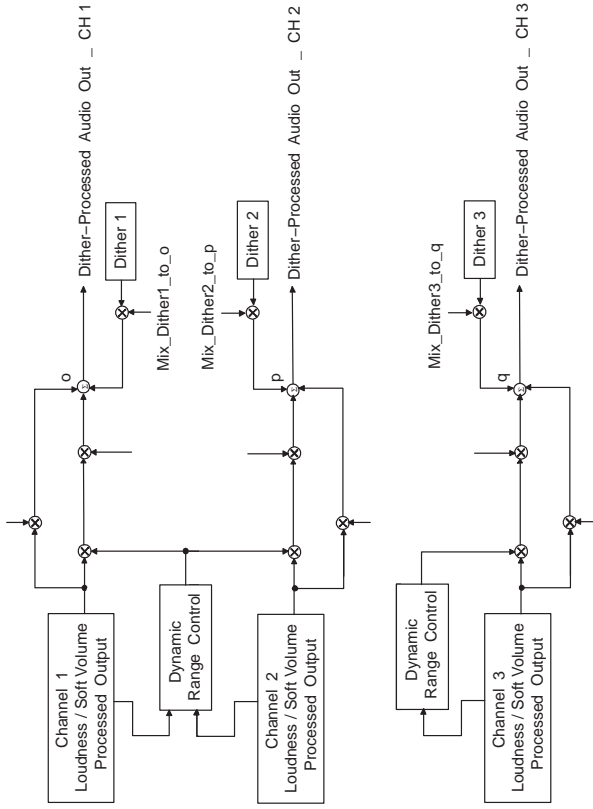 Channel 1
Loudness / Soft Volume
Processed Output
o
Dither−Processed Audio Out _ CH 1
Dither 1
Mix_Dither1_to_o
Dynamic
Range Control
Mix_Dither2_to_p
Dither 2
Channel 2
Loudness / Soft Volume
Processed Output
p
Dither−Processed Audio Out _ CH 2
Dynamic
Range Control
Mix_Dither3_to_q
Dither 3
Channel 3
Loudness / Soft Volume
Processed Output
q
Dither−Processed Audio Out _ CH 3
Σ
Σ
Σ